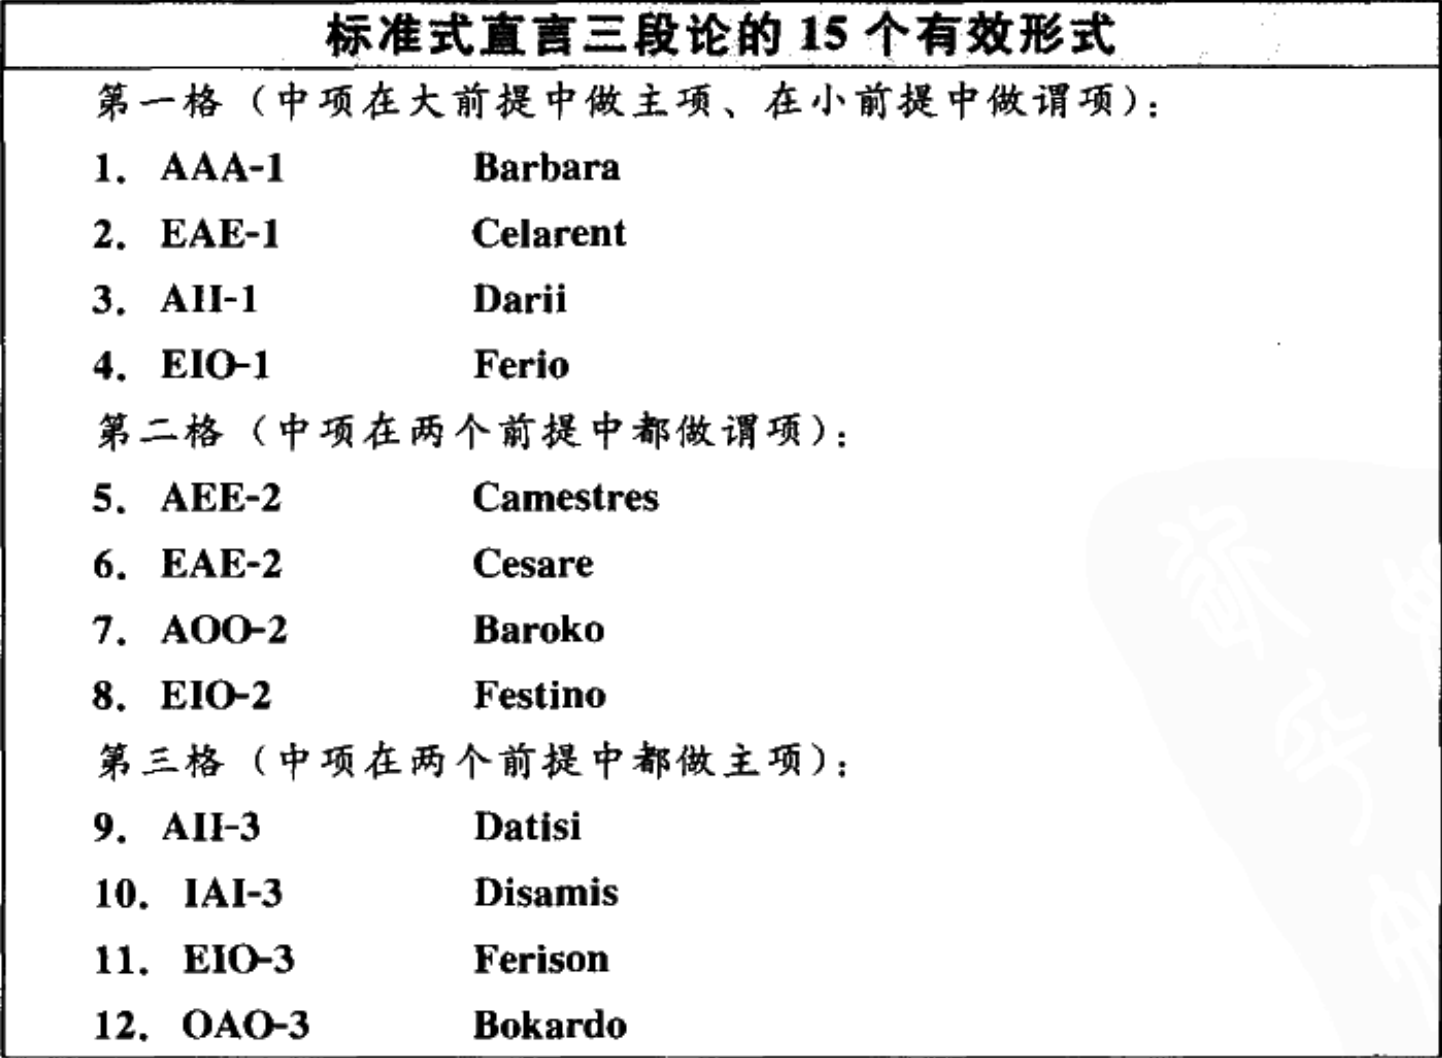 标准式直言三段论的 15 个有效形式
第一格（中项在大前提中做主项、在小前提中做谓项）：
1. AAA-1 Barbara
2. EAE-1 Celarent
3. AII-1 Darii
4. EIO-1 Ferio
第二格（中项在两个前提中都做谓项）：
5. AEE-2 Camestres
6. EAE-2 Cesare
7. AOO-2 Baroko
8. EIO-2 Festino
第三格（中项在两个前提中都做主项）：
9. AII-3 Datisi
10. IAI-3 Disamis
11. EIO-3 Ferison
12. OAO-3 Bokardo